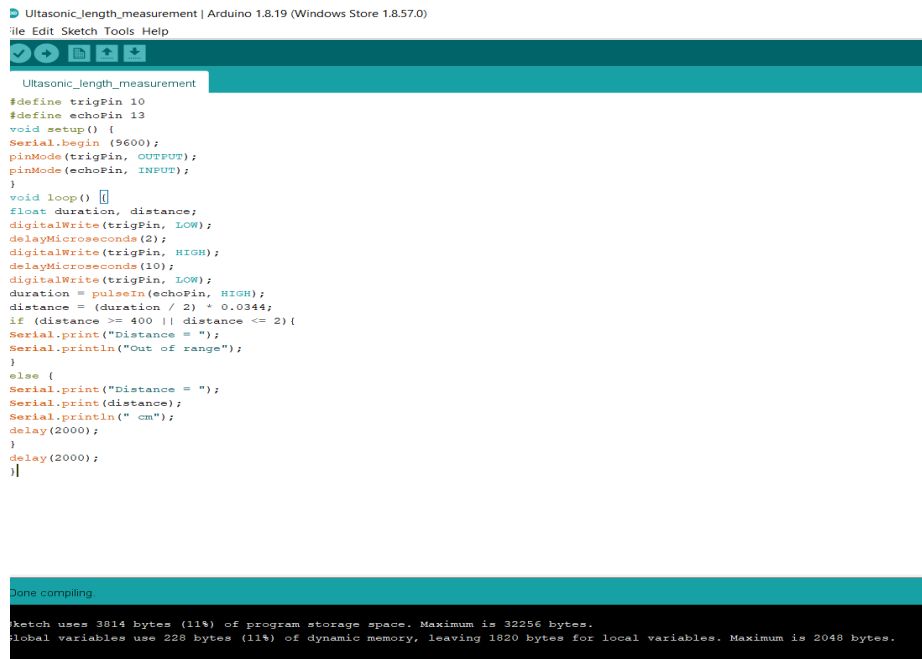 Ultasonic_length_measurement | Arduino 1.8.19 (Windows Store 1.8.57.0)
ile Edit Sketch Tools Help
Ultasonic_length_measurement
#define trigPin 10
#define echoPin 13
void setup() {
Serial.begin (9600);
pinMode(trigPin, OUTPUT);
pinMode(echoPin, INPUT);
}
void loop() {
float duration, distance;
digitalWrite(trigPin, LOW);
delayMicroseconds(2);
digitalWrite(trigPin, HIGH);
delayMicroseconds(10);
digitalWrite(trigPin, LOW);
duration = pulseIn(echoPin, HIGH);
distance = (duration / 2) * 0.0344;
if (distance >= 400 || distance <= 2){
Serial.print("Distance = ");
Serial.println("Out of range");
}
else {
Serial.print("Distance = ");
Serial.print(distance);
Serial.println(" cm");
delay(2000);
}
delay(2000);
}
Done compiling.
Sketch uses 3814 bytes (11%) of program storage space. Maximum is 32256 bytes.
Global variables use 228 bytes (11%) of dynamic memory, leaving 1820 bytes for local variables. Maximum is 2048 bytes.